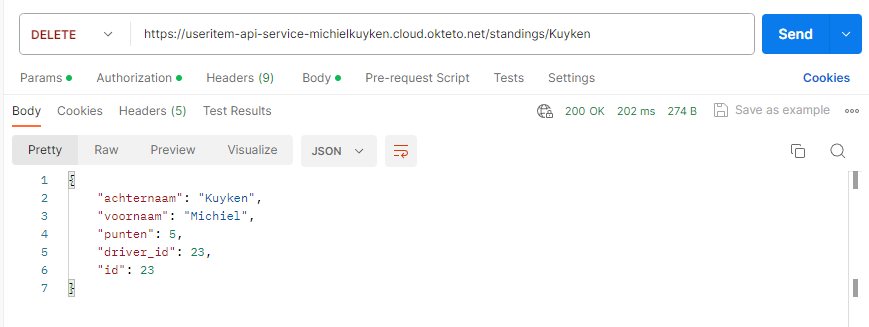 DELETE https://useritem-api-service-michielkuyken.cloud.okteto.net/standings/Kuyken Send
Params Authorization Headers (9) Body Pre-request Script Tests Settings Cookies
Body Cookies Headers (5) Test Results 200 OK 202 ms 274 B Save as example
Pretty Raw Preview Visualize JSON
1 {
2 "achternaam": "Kuyken",
3 "voornaam": "Michiel",
4 "punten": 5,
5 "driver_id": 23,
6 "id": 23
7 }